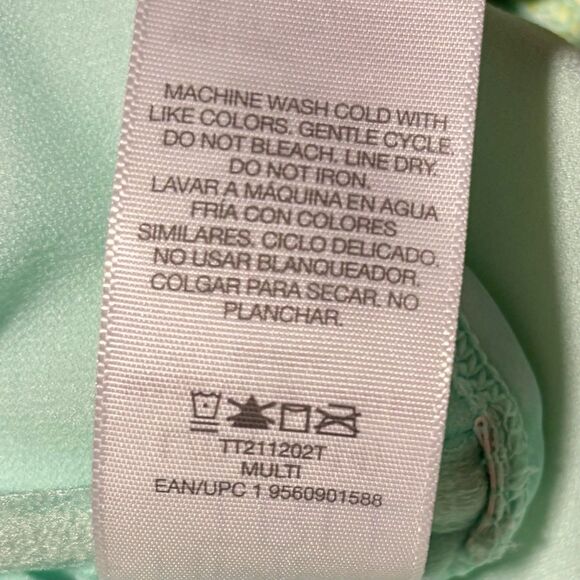 MACHINE WASH COLD WITH
LIKE COLORS. GENTLE CYCLE.
DO NOT BLEACH. LINE DRY.
DO NOT IRON.
LAVAR A MÁQUINA EN AGUA
FRÍA CON COLORES
SIMILARES. CICLO DELICADO.
NO USAR BLANQUEADOR.
COLGAR PARA SECAR. NO
PLANCHAR.
TT211202T
MULTI
EAN/UPC 1 9560901588